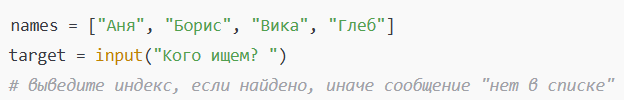 names = ["Аня", "Борис", "Вика", "Глеб"]
target = input("Кого ищем? ")
# выведите индекс, если найдено, иначе сообщение "нет в списке"